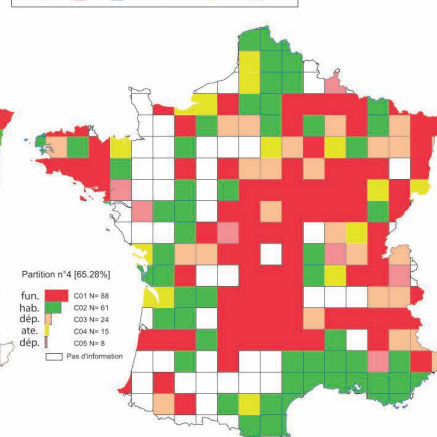 Partition n°4 [65.28%]
fun. C01 N= 88
hab. C02 N= 61
dép. C03 N= 24
ate. C04 N= 15
dép. C05 N= 8
Pas d'information